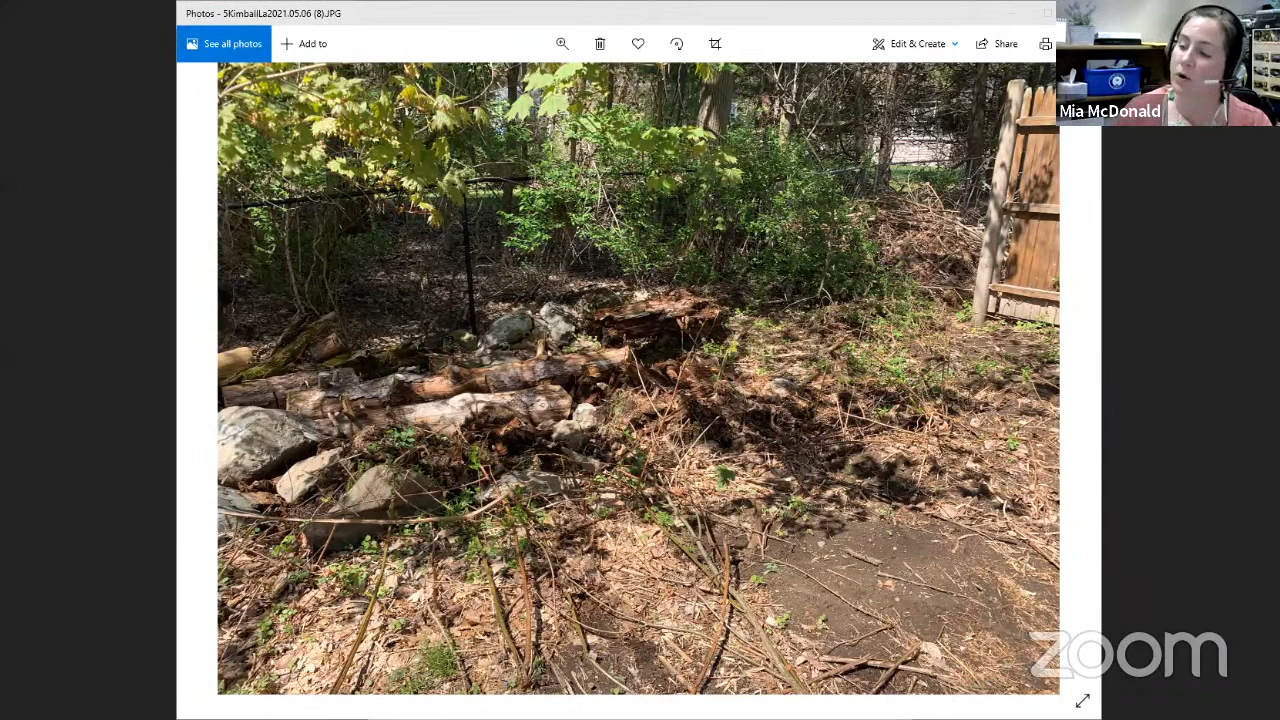 Photos - 5KimballLa2021.05.06 (8).JPG
See all photos
Add to
Edit & Create
Share
Mia McDonald
zoom